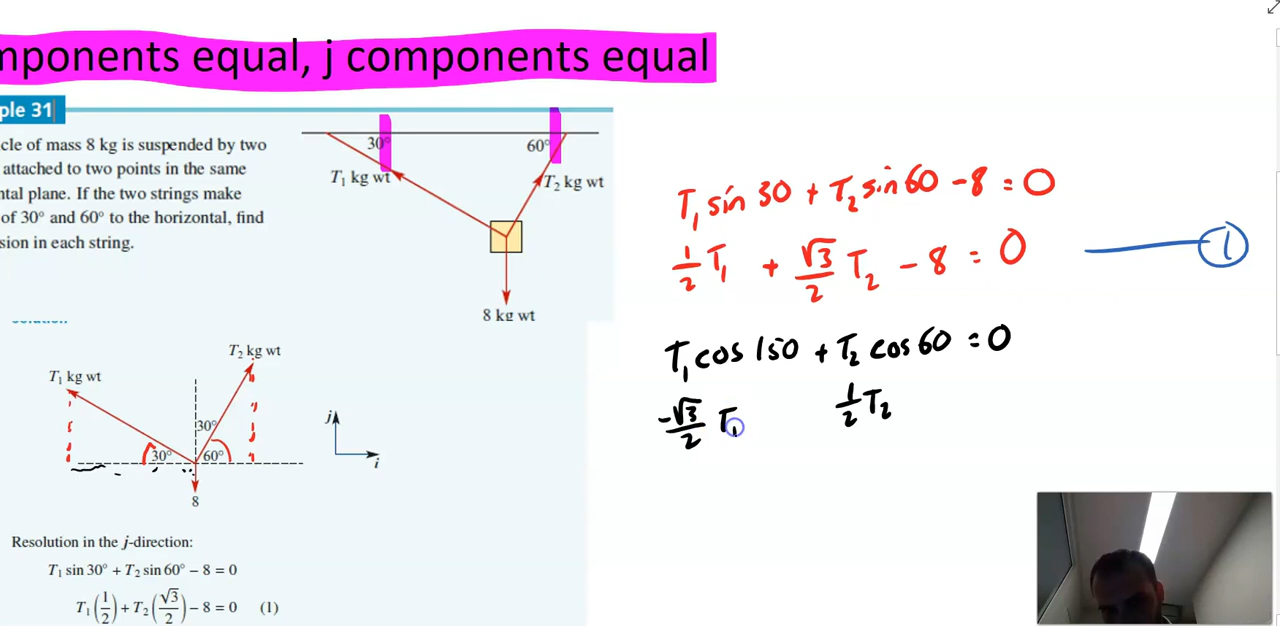 mponents equal, j components equal
ple 31
cle of mass 8 kg is suspended by two
attached to two points in the same
ntal plane. If the two strings make
of 30° and 60° to the horizontal, find
sion in each string.
30°
60°
T₁ kg wt
T₂ kg wt
8 kg wt
T₁ sin 30 + T₂ sin 60 - 8 = 0
1/2 T₁ + √3/2 T₂ - 8 = 0 ①
T₁ cos 150 + T₂ cos 60 = 0
-√3/2 T₁ 1/2 T₂
T₂ kg wt
T₁ kg wt
30°
30°
60°
8
j
i
Resolution in the j-direction:
T₁ sin 30° + T₂ sin 60° − 8 = 0
T₁(1/2) + T₂(√3/2) − 8 = 0 (1)